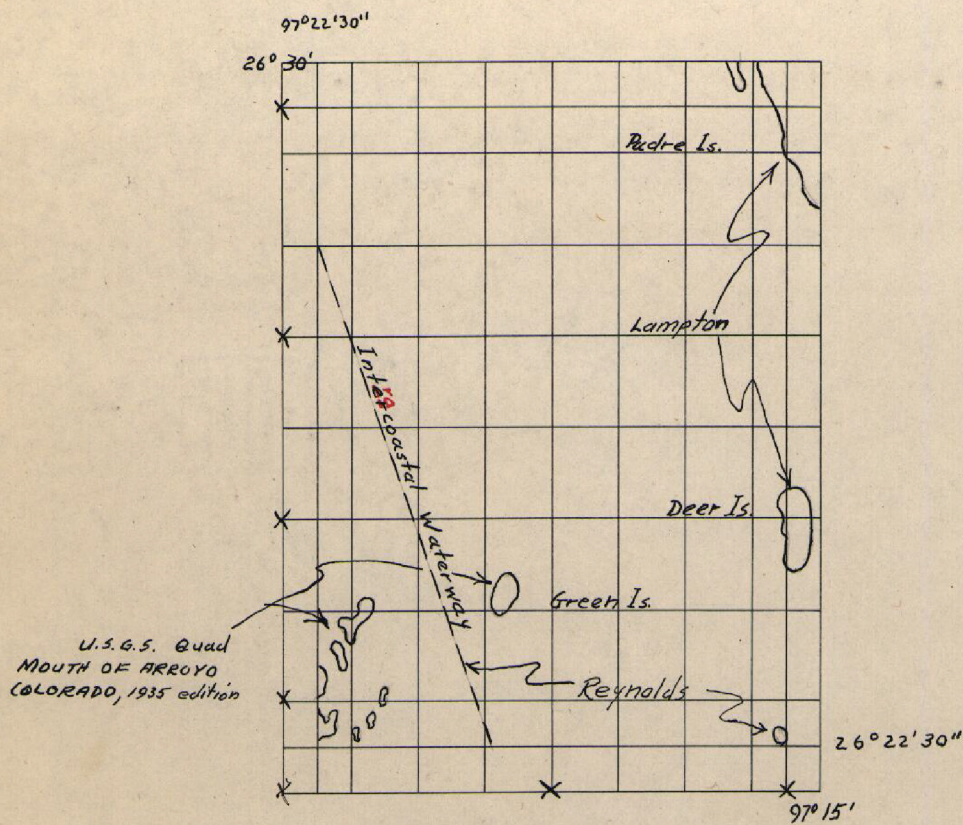 97°22'30"
26°30'
Padre Is.
Lampton
Intracoastal Waterway
Deer Is.
Green Is.
U.S.G.S. Quad
MOUTH OF ARROYO
COLORADO, 1935 edition
Reynolds
26°22'30"
97°15'